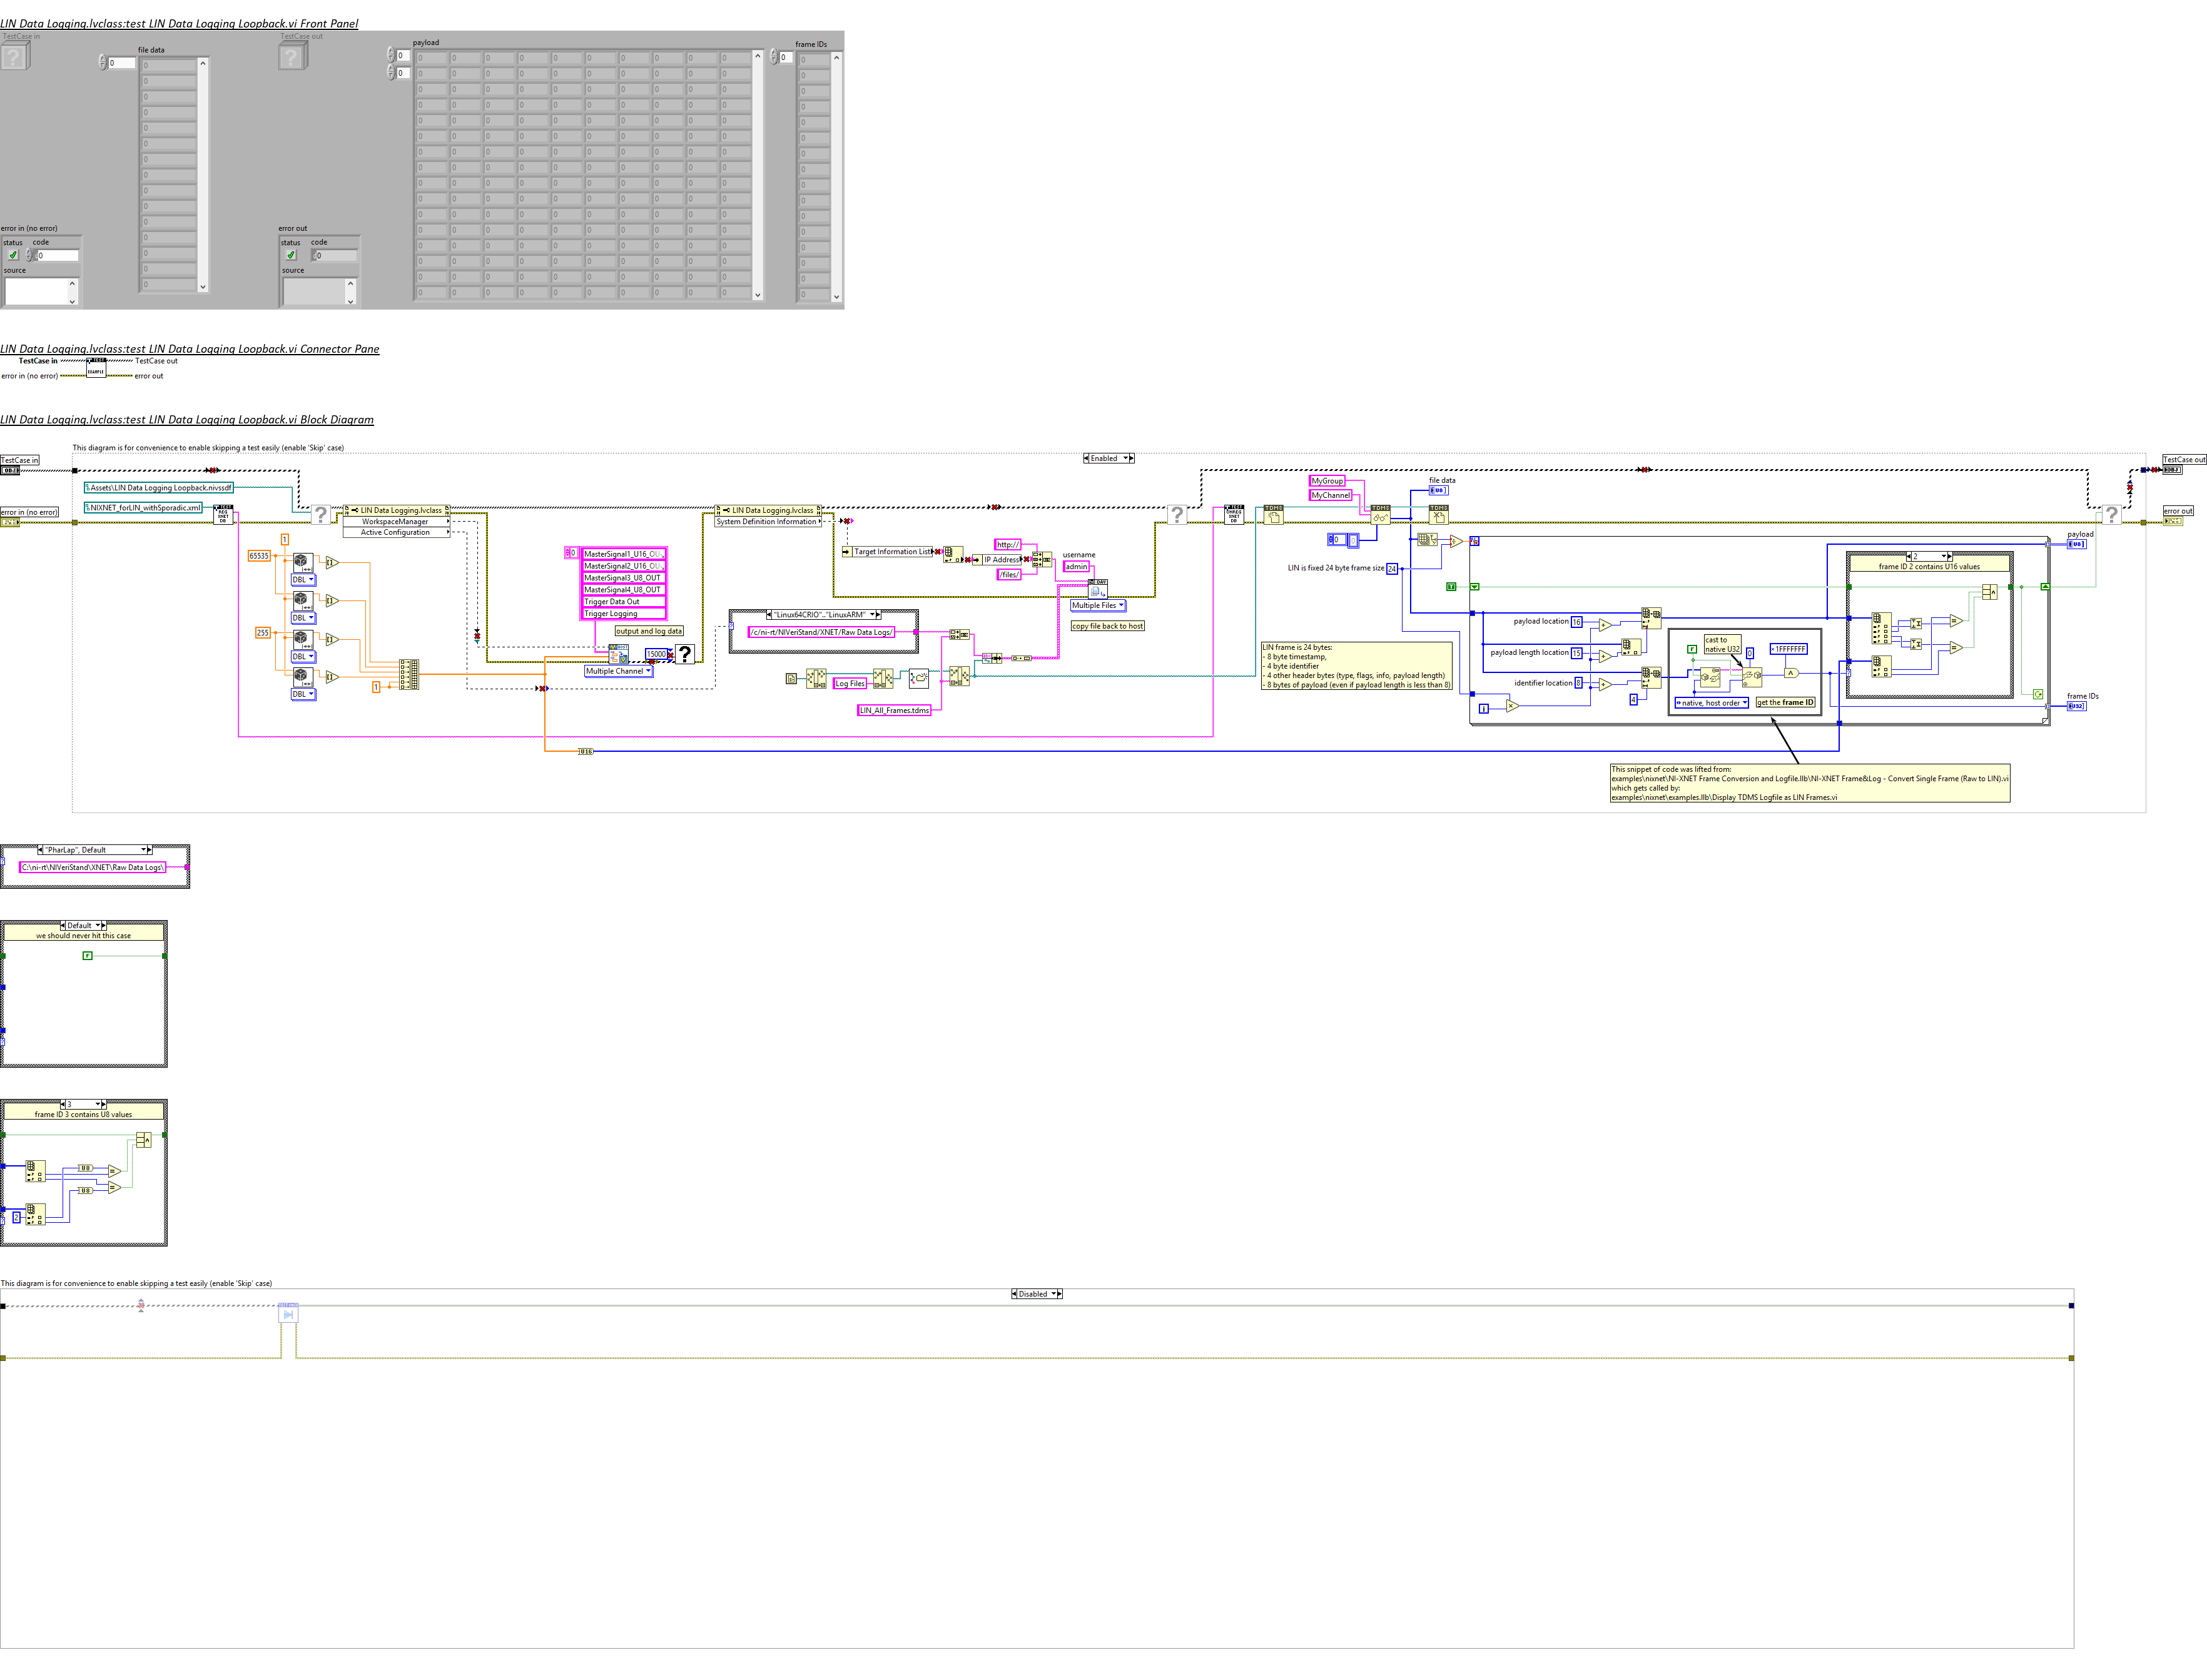 LIN Data Logging.lvclass:test LIN Data Logging Loopback.vi Front Panel
TestCase in
TestCase out
file data
payload
frame IDs
error in (no error)
status code
source
error out
status code
source
LIN Data Logging.lvclass:test LIN Data Logging Loopback.vi Connector Pane
TestCase in
TestCase out
error in (no error)
error out
LIN Data Logging.lvclass:test LIN Data Logging Loopback.vi Block Diagram
This diagram is for convenience to enable skipping a test easily (enable 'Skip' case)
Enabled
TestCase in
error in (no error)
Assets\LIN Data Logging Loopback.nivssdf
NIXNET_forLIN_withSporadic.xml
LIN Data Logging.lvclass
WorkspaceManager
Active Configuration
1
65535
255
DBL
DBL
DBL
DBL
1
MasterSignal1_U16_OU
MasterSignal2_U16_OU
MasterSignal3_U8_OUT
MasterSignal4_U8_OUT
Trigger Data Out
Trigger Logging
output and log data
15000
Multiple Channel
U16
LIN Data Logging.lvclass
System Definition Information
Target Information List
IP Address
http://
/files/
username
admin
Multiple Files
copy file back to host
"Linux64CRIO".."LinuxARM"
/c/ni-rt/NIVeriStand/XNET/Raw Data Logs/
Log Files
LIN_All_Frames.tdms
MyGroup
MyChannel
file data
LIN is fixed 24 byte frame size
24
LIN frame is 24 bytes:
- 8 byte timestamp,
- 4 byte identifier
- 4 other header bytes (type, flags, info, payload length)
- 8 bytes of payload (even if payload length is less than 8)
payload location 16
payload length location 15
identifier location 8
4
cast to
native U32
0
1FFFFFFF
native, host order
get the frame ID
2
frame ID 2 contains U16 values
payload
frame IDs
TestCase out
error out
This snippet of code was lifted from:
examples\nixnet\NI-XNET Frame Conversion and Logfile.llb\NI-XNET Frame&Log - Convert Single Frame (Raw to LIN).vi
which gets called by:
examples\nixnet\examples.llb\Display TDMS Logfile as LIN Frames.vi
"PharLap", Default
C:\ni-rt\NIVeriStand\XNET\Raw Data Logs\
Default
we should never hit this case
F
3
frame ID 3 contains U8 values
U8
U8
2
This diagram is for convenience to enable skipping a test easily (enable 'Skip' case)
Disabled